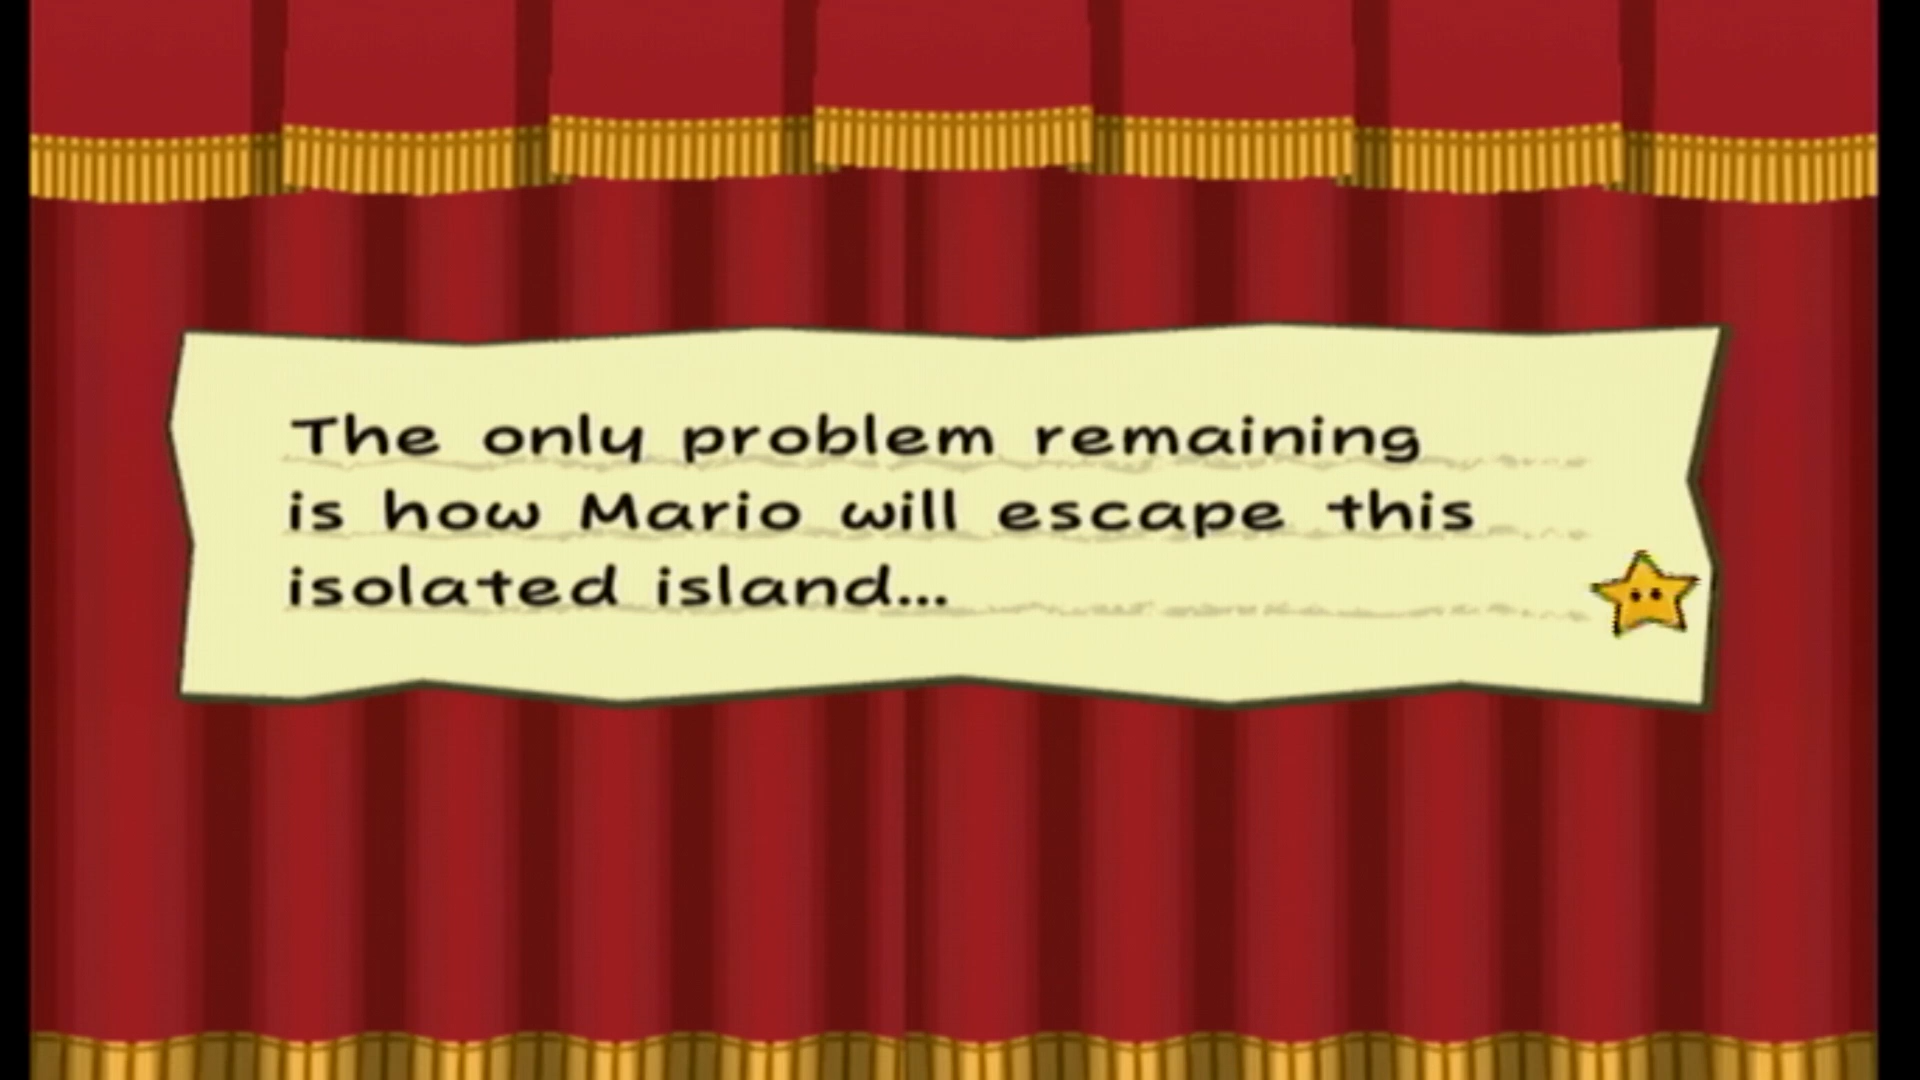 The only problem remaining
is how Mario will escape this
isolated island...